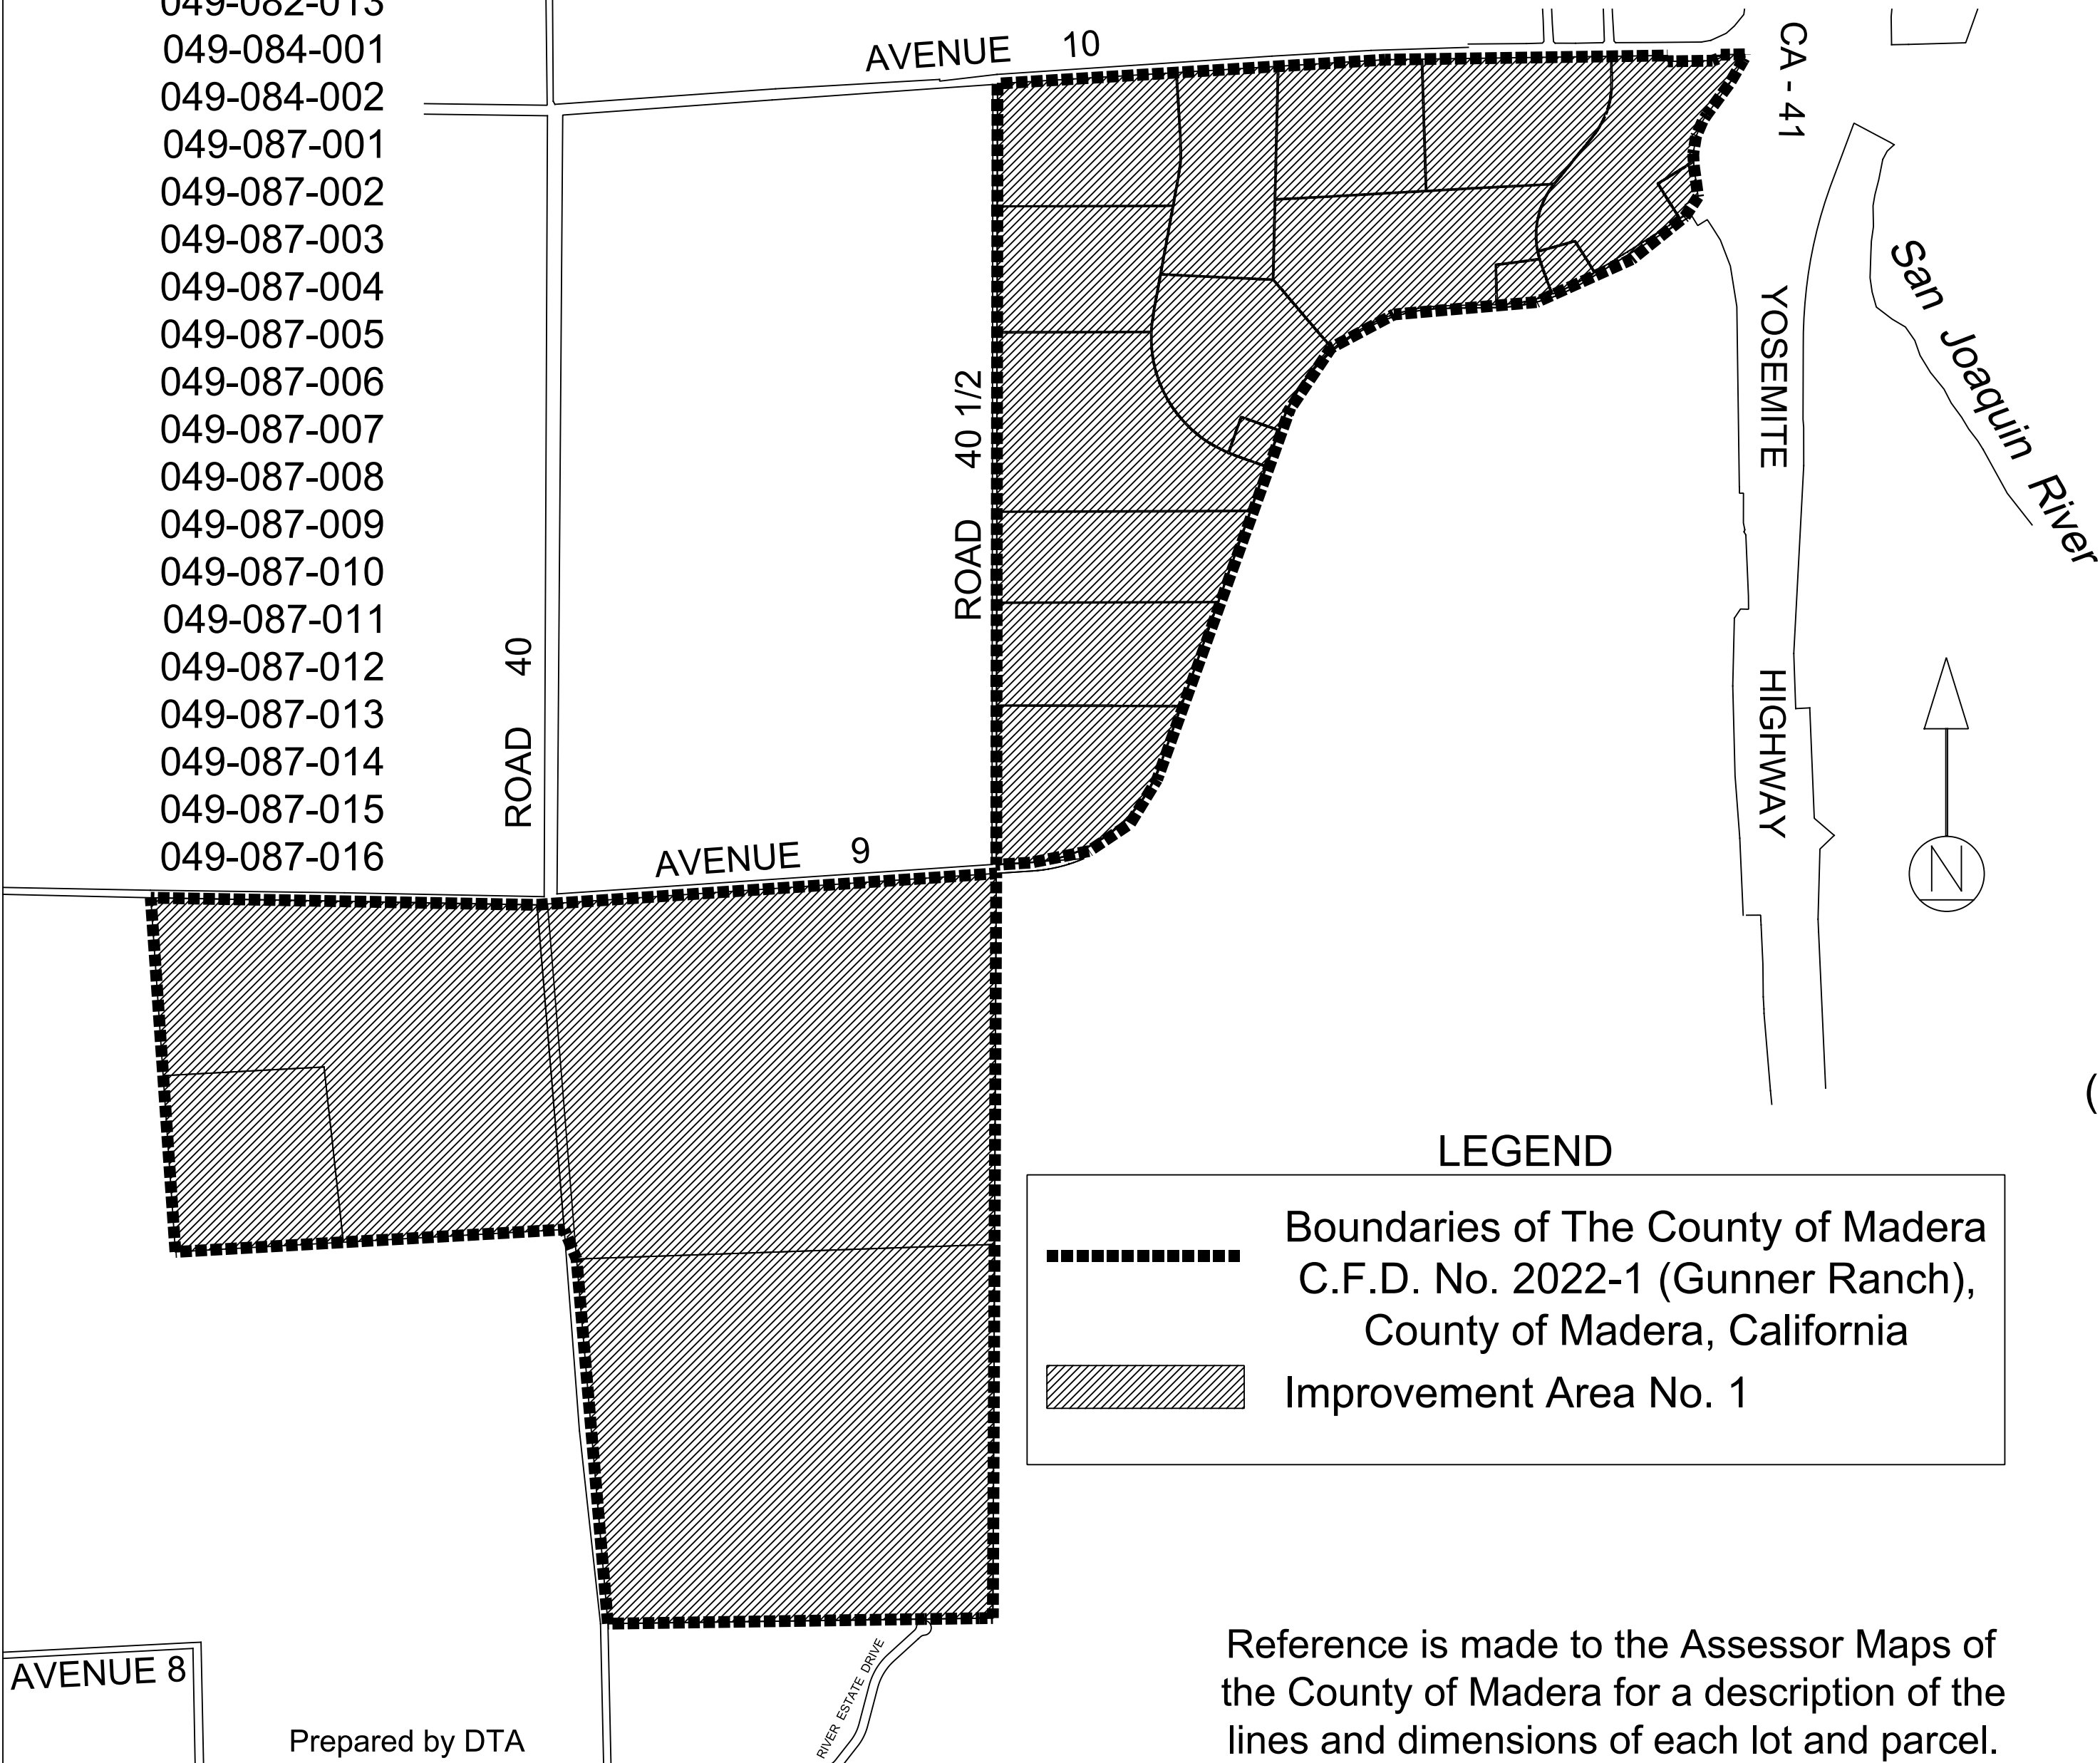 049-082-013
049-084-001
049-084-002
049-087-001
049-087-002
049-087-003
049-087-004
049-087-005
049-087-006
049-087-007
049-087-008
049-087-009
049-087-010
049-087-011
049-087-012
049-087-013
049-087-014
049-087-015
049-087-016
AVENUE 10
CA - 41
YOSEMITE HIGHWAY
San Joaquin River
ROAD 40 1/2
ROAD 40
AVENUE 9
N
(
LEGEND
Boundaries of The County of Madera
C.F.D. No. 2022-1 (Gunner Ranch),
County of Madera, California
Improvement Area No. 1
AVENUE 8
RIVER ESTATE DRIVE
Prepared by DTA
Reference is made to the Assessor Maps of
the County of Madera for a description of the
lines and dimensions of each lot and parcel.